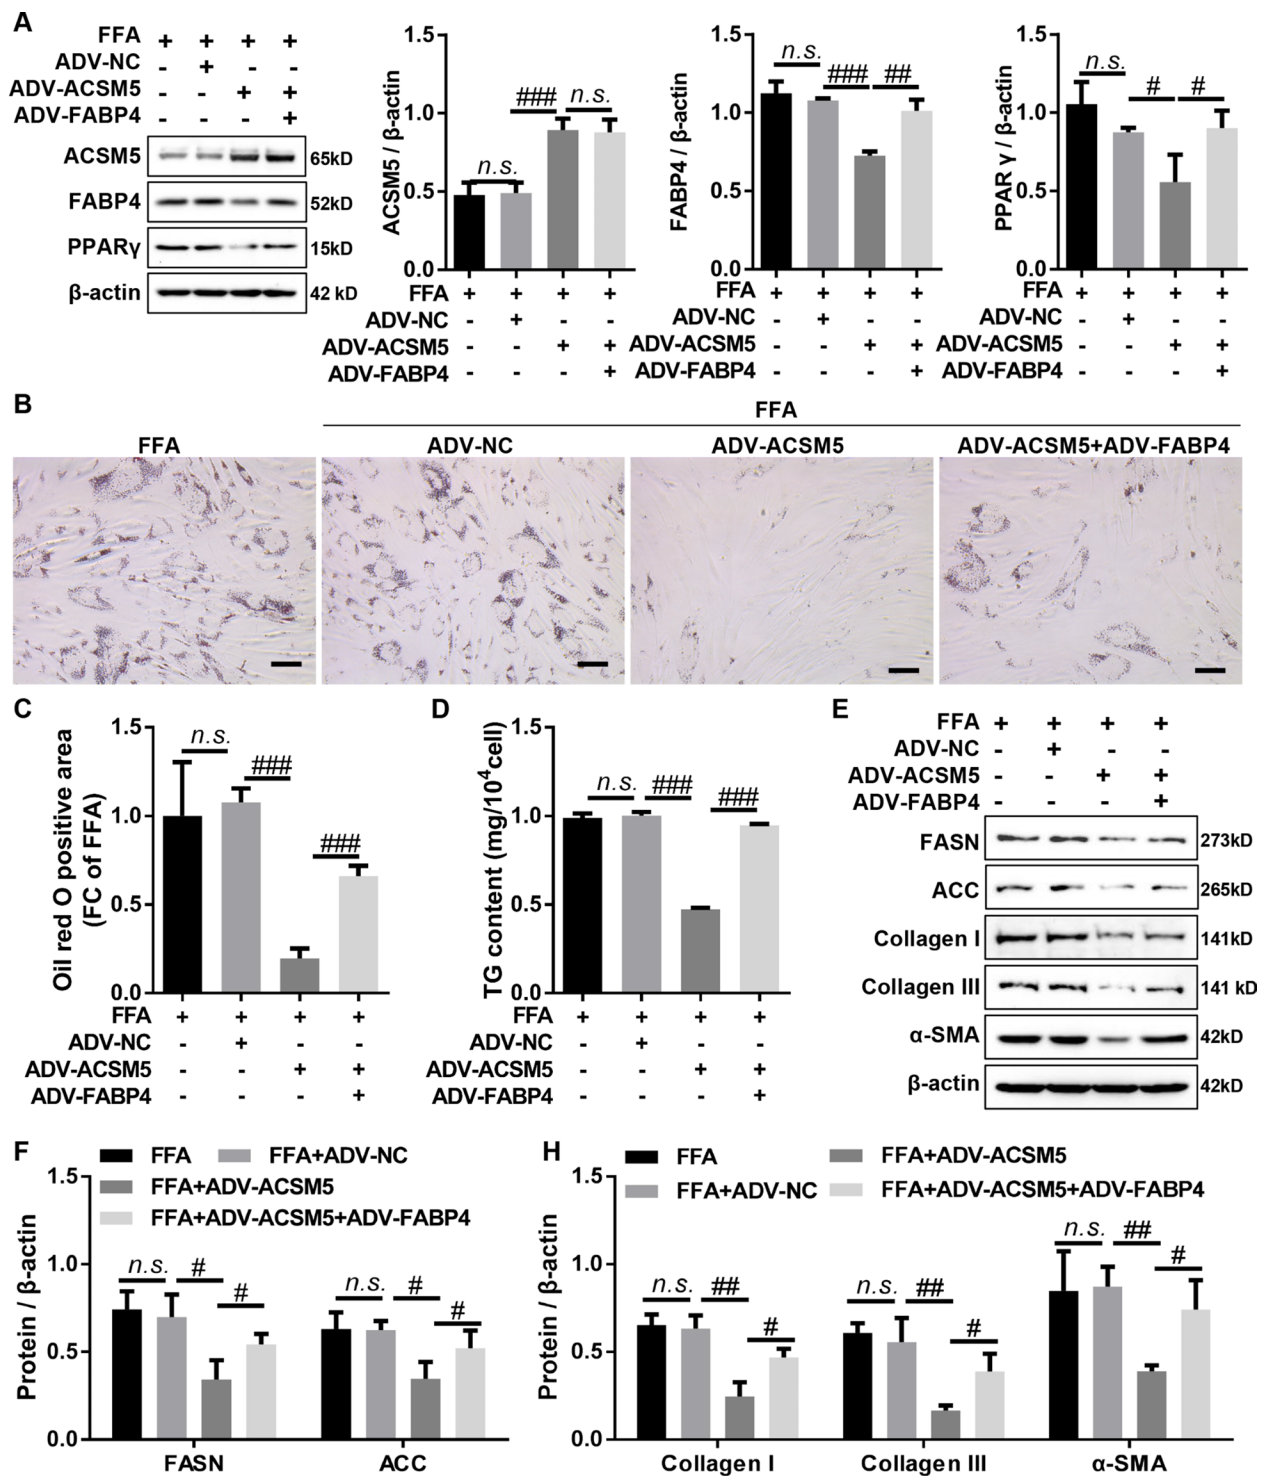 A
FFA + + + +
ADV-NC - + - -
ADV-ACSM5 - - + +
ADV-FABP4 - - - +
ACSM5 65kD
FABP4 52kD
PPARγ 15kD
β-actin 42 kD
ACSM5 / β-actin
1.5
1.0
0.5
0.0
n.s. ### n.s.
FFA + + + +
ADV-NC - + - -
ADV-ACSM5 - - + +
ADV-FABP4 - - - +
FABP4 / β-actin
1.5
1.0
0.5
0.0
n.s. ### ##
FFA + + + +
ADV-NC - + - -
ADV-ACSM5 - - + +
ADV-FABP4 - - - +
PPAR γ / β-actin
1.5
1.0
0.5
0.0
n.s. # #
FFA + + + +
ADV-NC - + - -
ADV-ACSM5 - - + +
ADV-FABP4 - - - +
B
FFA
FFA ADV-NC ADV-ACSM5 ADV-ACSM5+ADV-FABP4
C
Oil red O positive area
(FC of FFA)
1.5
1.0
0.5
0.0
n.s. ### ###
FFA + + + +
ADV-NC - + - -
ADV-ACSM5 - - + +
ADV-FABP4 - - - +
D
TG content (mg/10⁴cell)
1.5
1.0
0.5
0.0
n.s. ### ###
FFA + + + +
ADV-NC - + - -
ADV-ACSM5 - - + +
ADV-FABP4 - - - +
E
FFA + + + +
ADV-NC - + - -
ADV-ACSM5 - - + +
ADV-FABP4 - - - +
FASN 273kD
ACC 265kD
Collagen I 141kD
Collagen III 141 kD
α-SMA 42kD
β-actin 42kD
F
FFA FFA+ADV-NC
FFA+ADV-ACSM5
FFA+ADV-ACSM5+ADV-FABP4
Protein / β-actin
1.5
1.0
0.5
0.0
n.s. # # n.s. # #
FASN ACC
H
FFA FFA+ADV-ACSM5
FFA+ADV-NC FFA+ADV-ACSM5+ADV-FABP4
Protein / β-actin
1.5
1.0
0.5
0.0
n.s. ## # n.s. ## # n.s. ## #
Collagen I Collagen III α-SMA